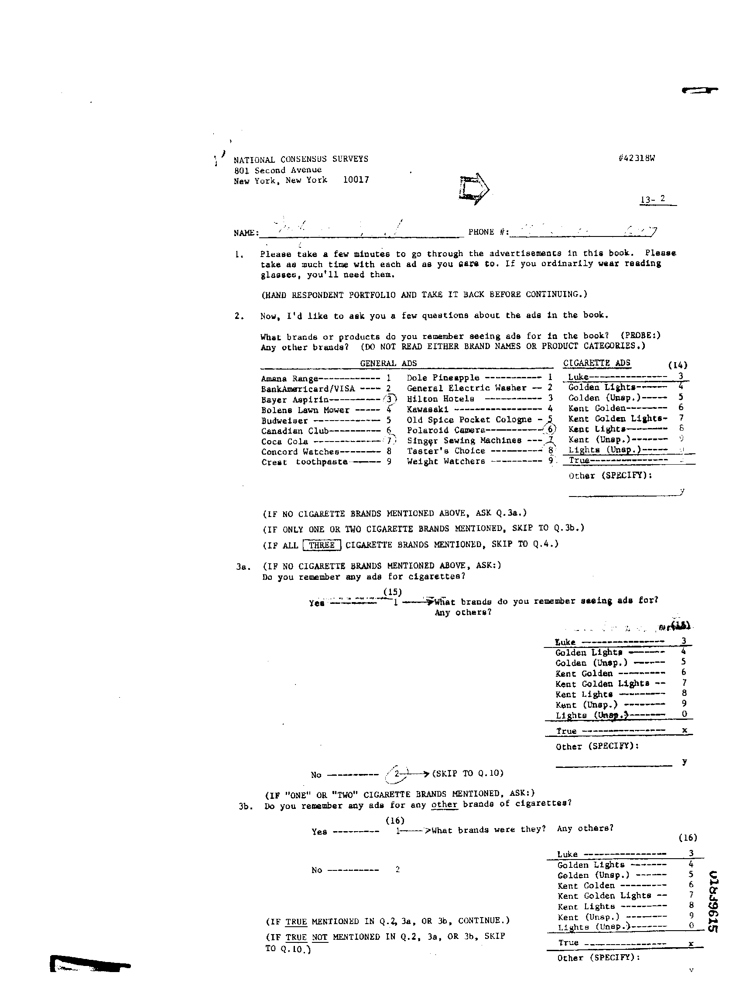 NATIONAL CONSENSUS SURVEYS #42318W
801 Second Avenue
New York, New York 10017
13- 2
NAME: PHONE #:
1. Please take a few minutes to go through the advertisements in this book. Please
take as much time with each ad as you care to. If you ordinarily wear reading
glasses, you'll need them.
(HAND RESPONDENT PORTFOLIO AND TAKE IT BACK BEFORE CONTINUING.)
2. Now, I'd like to ask you a few questions about the ads in the book.
What brands or products do you remember seeing ads for in the book? (PROBE:)
Any other brands? (DO NOT READ EITHER BRAND NAMES OR PRODUCT CATEGORIES.)
GENERAL ADS CIGARETTE ADS (14)
Amana Range------------ 1 Dole Pineapple ---------- 1 Luke----------------- 3
BankAmericard/VISA ---- 2 General Electric Washer -- 2 Golden Lights------ 4
Bayer Aspirin--------- 3 Hilton Hotels ---------- 3 Golden (Unsp.)----- 5
Bolens Lawn Mower ----- 4 Kawasaki ---------------- 4 Kent Golden-------- 6
Budweiser ------------- 5 Old Spice Pocket Cologne - 5 Kent Golden Lights- 7
Canadian Club---------- 6 Polaroid Camera--------- 6 Kent Lights-------- 8
Coca Cola ------------- 7 Singer Sewing Machines --- 7 Kent (Unsp.)------- 9
Concord Watches-------- 8 Taster's Choice ---------- 8 Lights (Unsp.)-----
Crest toothpaste ------ 9 Weight Watchers ---------- 9 True---------------
Other (SPECIFY):
y
(IF NO CIGARETTE BRANDS MENTIONED ABOVE, ASK Q.3a.)
(IF ONLY ONE OR TWO CIGARETTE BRANDS MENTIONED, SKIP TO Q.3b.)
(IF ALL THREE CIGARETTE BRANDS MENTIONED, SKIP TO Q.4.)
3a. (IF NO CIGARETTE BRANDS MENTIONED ABOVE, ASK:)
Do you remember any ads for cigarettes?
(15)
Yes --------- 1 What brands do you remember seeing ads for?
Any others?
Luke ---------------- 3
Golden Lights ------- 4
Golden (Unsp.) ------ 5
Kent Golden --------- 6
Kent Golden Lights -- 7
Kent Lights --------- 8
Kent (Unsp.) -------- 9
Lights (Unsp.)------- 0
True ---------------- x
Other (SPECIFY):
y
No ---------- 2 (SKIP TO Q.10)
(IF "ONE" OR "TWO" CIGARETTE BRANDS MENTIONED, ASK:)
3b. Do you remember any ads for any other brands of cigarettes?
(16)
Yes --------- 1 What brands were they? Any others?
(16)
Luke ---------------- 3
No ---------- 2 Golden Lights ------- 4
Golden (Unsp.) ------ 5
Kent Golden --------- 6
Kent Golden Lights -- 7
Kent Lights --------- 8
(IF TRUE MENTIONED IN Q.2, 3a, OR 3b, CONTINUE.) Kent (Unsp.) -------- 9
Lights (Unsp.)------- 0
(IF TRUE NOT MENTIONED IN Q.2, 3a, OR 3b, SKIP
TO Q.10.) True ---------------- x
Other (SPECIFY):
y
01839615